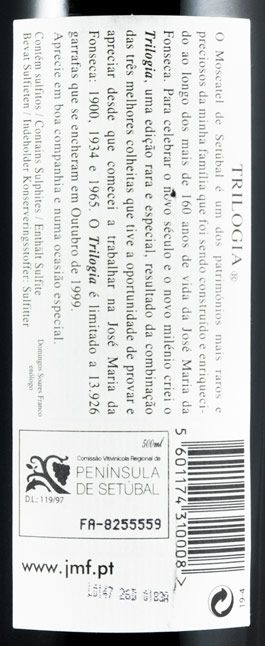 TRILOGIA ®
O Moscatel de Setúbal é um dos patrimónios mais raros e
preciosos da minha família que foi sendo construído e enriqueci-
do ao longo dos mais de 160 anos de vida da José Maria da
Fonseca. Para celebrar o novo século e o novo milénio criei o
Trilogia, uma edição rara e especial, resultado da combinação
das três melhores colheitas que tive a oportunidade de provar e
apreciar desde que comecei a trabalhar na José Maria da
Fonseca: 1900, 1934 e 1965. O Trilogia é limitado a 13.926
garrafas que se encheram em Outubro de 1999.
Aprecie em boa companhia e numa ocasião especial.
Domingos Soares Franco
enólogo
Contém sulfitos / Contains Sulphites / Enthält Sulfite
Bevat Sulfieten / Indeholder Konserveringsstoffer: Sulfitter
19-4
5 601174 310008 >
500ml
Comissão Vitivinícola Regional de
PENÍNSULA
DE SETÚBAL
D.L.: 119/97
FA-8255559
www.jmf.pt